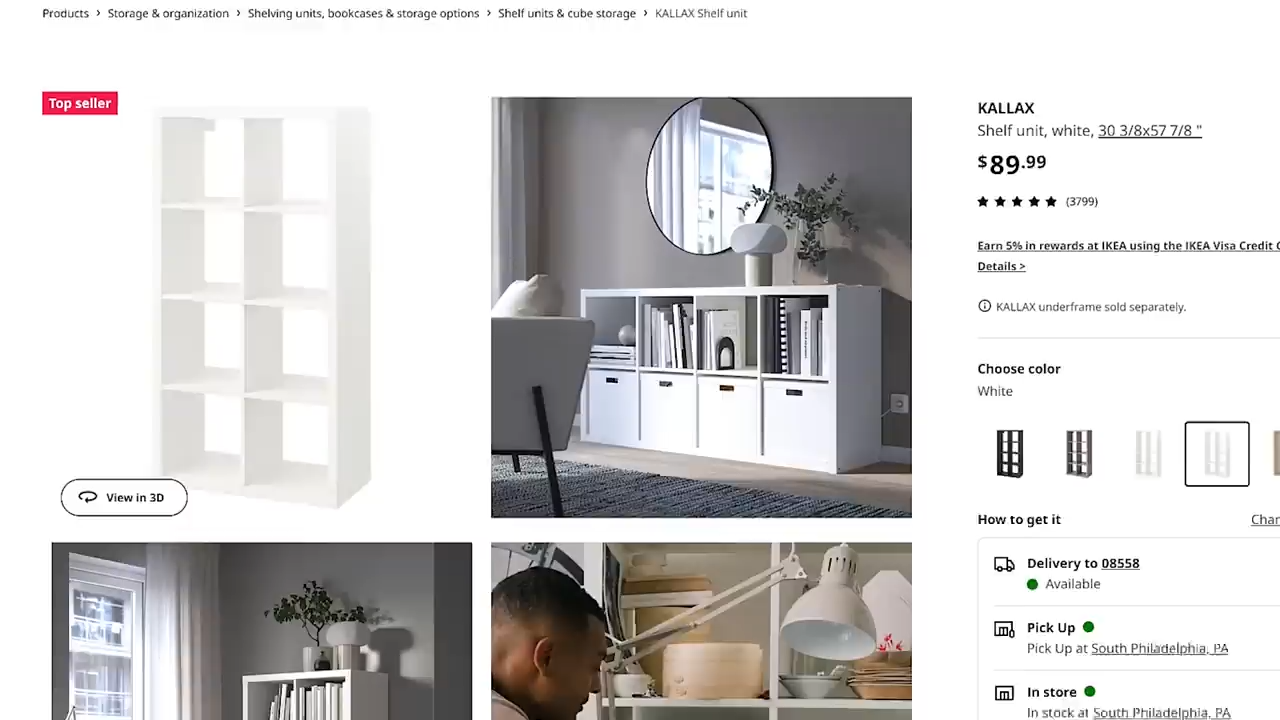 Products › Storage & organization › Shelving units, bookcases & storage options › Shelf units & cube storage › KALLAX Shelf unit
Top seller
View in 3D
KALLAX
Shelf unit, white, 30 3/8x57 7/8 "
$89.99
(3799)
Earn 5% in rewards at IKEA using the IKEA Visa Credit
Details >
KALLAX underframe sold separately.
Choose color
White
How to get it
Delivery to 08558
Available
Pick Up
Pick Up at South Philadelphia, PA
In store
In stock at South Philadelphia, PA